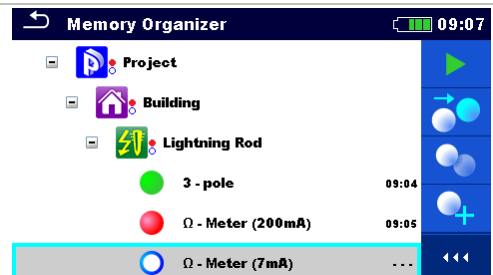 Memory Organizer 09:07
Project
Building
Lightning Rod
3 - pole 09:04
Ω - Meter (200mA) 09:05
Ω - Meter (7mA) ---